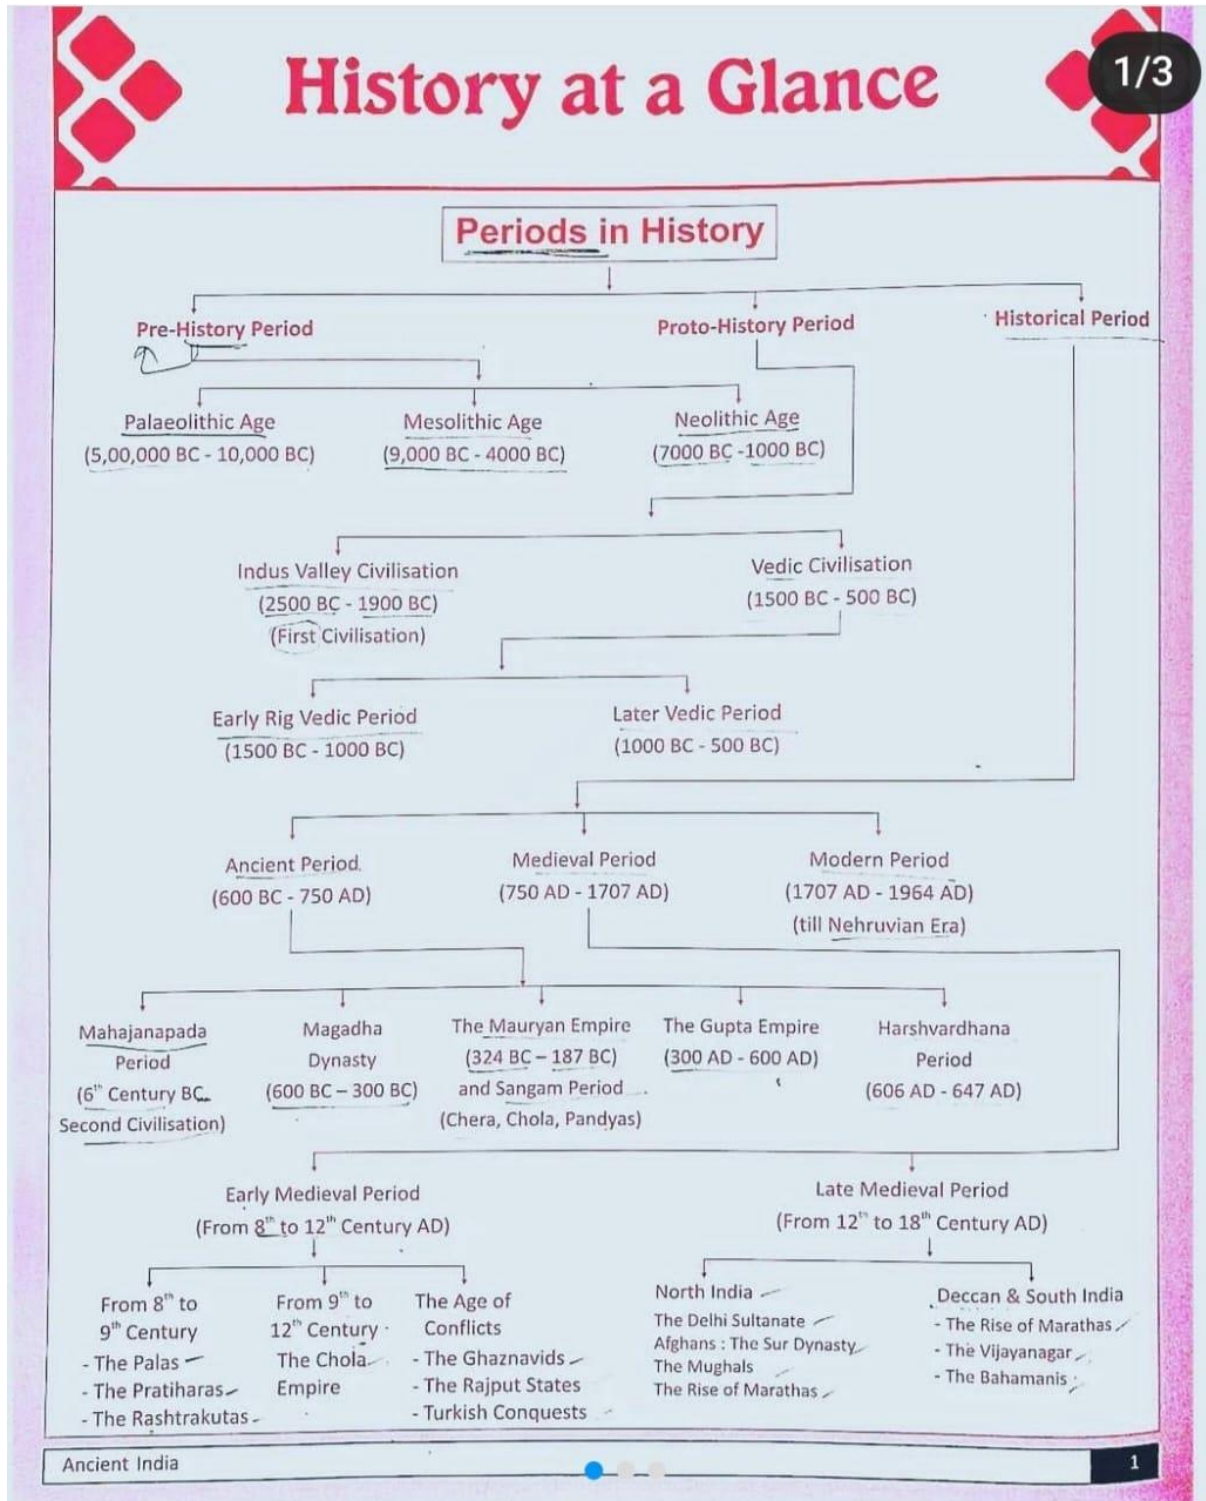 History at a Glance
1/3
Periods in History
Pre-History Period
Proto-History Period
Historical Period
Palaeolithic Age
(5,00,000 BC - 10,000 BC)
Mesolithic Age
(9,000 BC - 4000 BC)
Neolithic Age
(7000 BC -1000 BC)
Indus Valley Civilisation
(2500 BC - 1900 BC)
(First Civilisation)
Vedic Civilisation
(1500 BC - 500 BC)
Early Rig Vedic Period
(1500 BC - 1000 BC)
Later Vedic Period
(1000 BC - 500 BC)
Ancient Period
(600 BC - 750 AD)
Medieval Period
(750 AD - 1707 AD)
Modern Period
(1707 AD - 1964 AD)
(till Nehruvian Era)
Mahajanapada
Period
(6th Century BC
Second Civilisation)
Magadha
Dynasty
(600 BC – 300 BC)
The Mauryan Empire
(324 BC – 187 BC)
and Sangam Period
(Chera, Chola, Pandyas)
The Gupta Empire
(300 AD - 600 AD)
Harshvardhana
Period
(606 AD - 647 AD)
Early Medieval Period
(From 8th to 12th Century AD)
Late Medieval Period
(From 12th to 18th Century AD)
From 8th to
9th Century
- The Palas
- The Pratiharas
- The Rashtrakutas
From 9th to
12th Century
The Chola
Empire
The Age of
Conflicts
- The Ghaznavids
- The Rajput States
- Turkish Conquests
North India
The Delhi Sultanate
Afghans : The Sur Dynasty
The Mughals
The Rise of Marathas
Deccan & South India
- The Rise of Marathas
- The Vijayanagar
- The Bahamanis
Ancient India
1